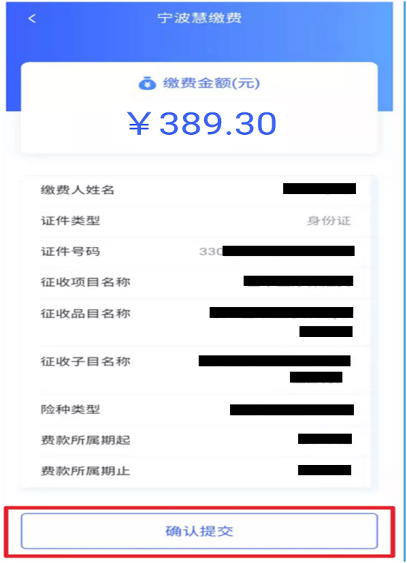 宁波慧缴费
缴费金额(元)
￥389.30
缴费人姓名
证件类型 身份证
证件号码 330
征收项目名称
征收品目名称
征收子目名称
险种类型
费款所属期起
费款所属期止
确认提交